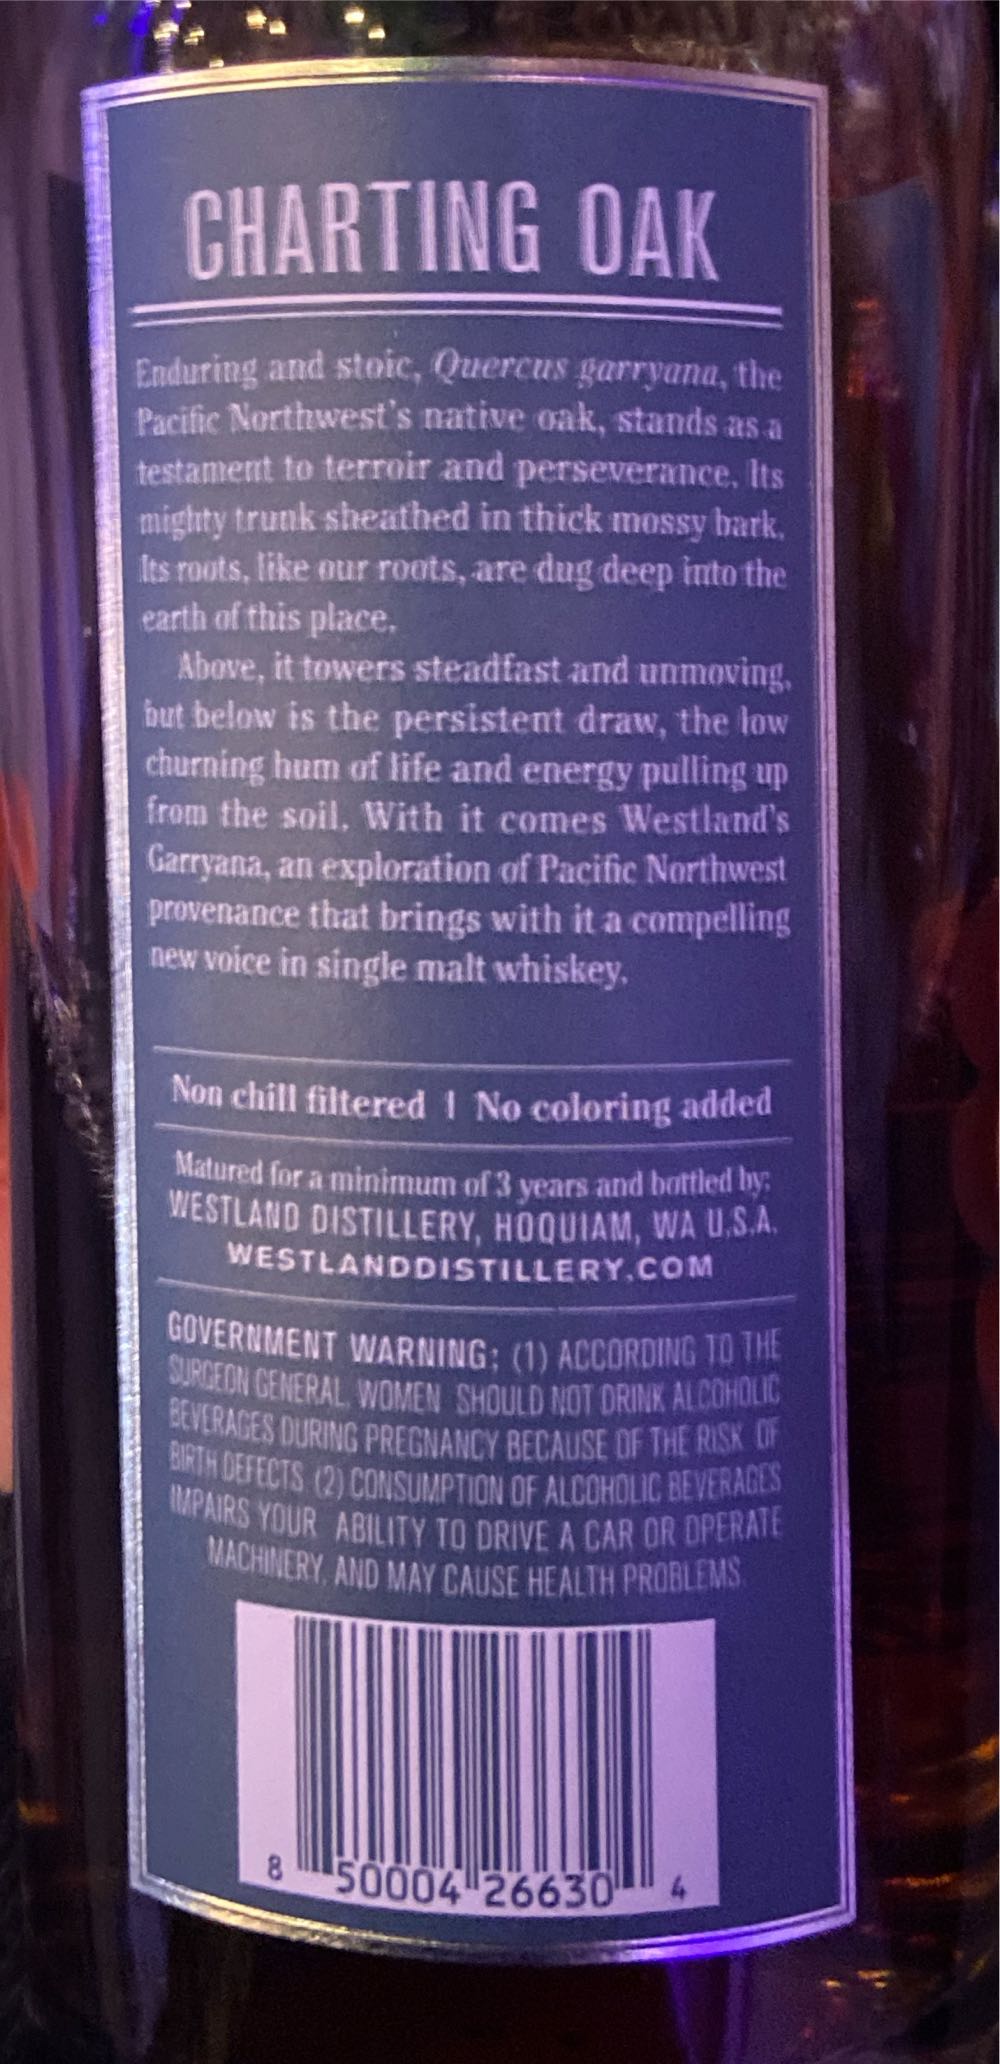 CHARTING OAK
Enduring and stoic, Quercus garryana, the
Pacific Northwest's native oak, stands as a
testament to terroir and perseverance. Its
mighty trunk sheathed in thick mossy bark.
Its roots, like our roots, are dug deep into the
earth of this place.
Above, it towers steadfast and unmoving,
but below is the persistent draw, the low
churning hum of life and energy pulling up
from the soil. With it comes Westland's
Garryana, an exploration of Pacific Northwest
provenance that brings with it a compelling
new voice in single malt whiskey.
Non chill filtered | No coloring added
Matured for a minimum of 3 years and bottled by:
WESTLAND DISTILLERY, HOQUIAM, WA U.S.A.
WESTLANDDISTILLERY.COM
GOVERNMENT WARNING: (1) ACCORDING TO THE
SURGEON GENERAL, WOMEN SHOULD NOT DRINK ALCOHOLIC
BEVERAGES DURING PREGNANCY BECAUSE OF THE RISK OF
BIRTH DEFECTS (2) CONSUMPTION OF ALCOHOLIC BEVERAGES
IMPAIRS YOUR ABILITY TO DRIVE A CAR OR OPERATE
MACHINERY, AND MAY CAUSE HEALTH PROBLEMS.
8 50004 26630 4